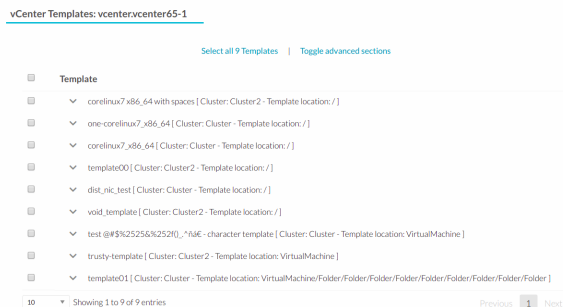 vCenter Templates: vcenter.vcenter65-1
Select all 9 Templates | Toggle advanced sections
Template
corelinux7 x86_64 with spaces [ Cluster: Cluster2 - Template location: / ]
one-corelinux7_x86_64 [ Cluster: Cluster - Template location: / ]
corelinux7_x86_64 [ Cluster: Cluster - Template location: / ]
template00 [ Cluster: Cluster2 - Template location: / ]
dist_nic_test [ Cluster: Cluster - Template location: / ]
void_template [ Cluster: Cluster2 - Template location: / ]
test @#$%2525&%252f()_.^ñá€ - character template [ Cluster: Cluster - Template location: VirtualMachine ]
trusty-template [ Cluster: Cluster2 - Template location: VirtualMachine ]
template01 [ Cluster: Cluster - Template location: VirtualMachine/Folder/Folder/Folder/Folder/Folder/Folder/Folder/Folder/Folder ]
10 Showing 1 to 9 of 9 entries
Previous 1 Next